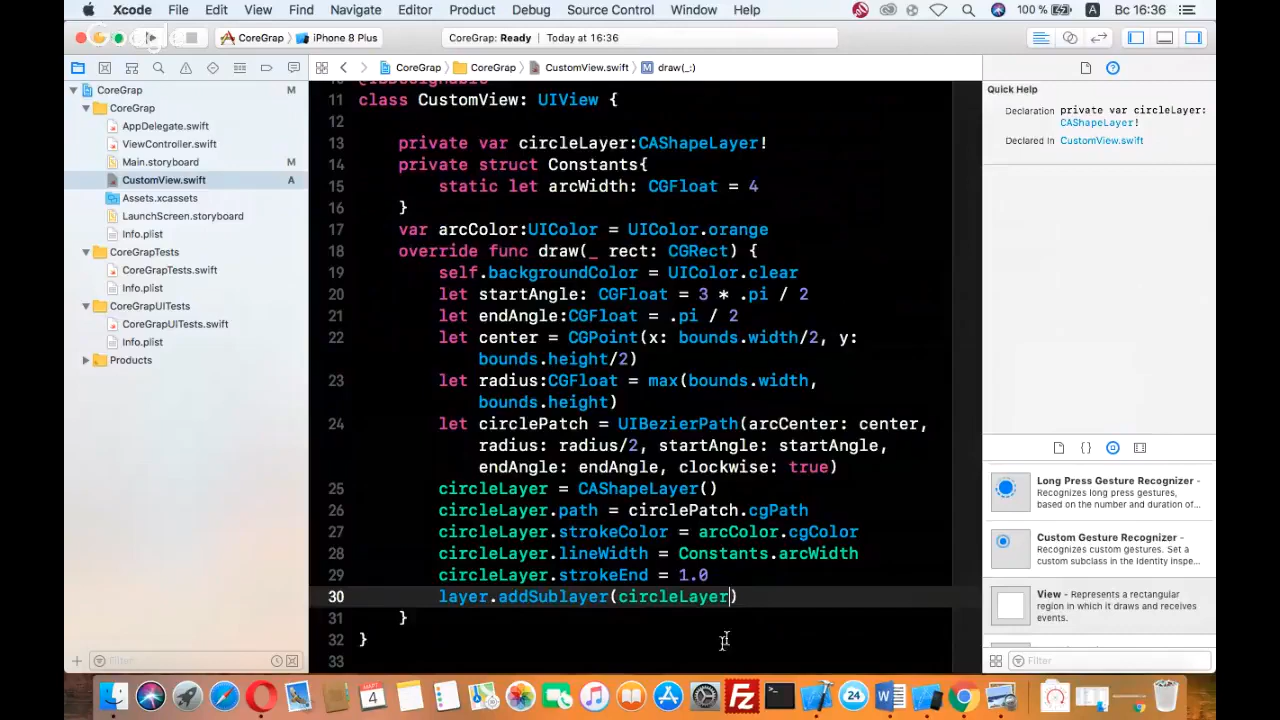 Xcode File Edit View Find Navigate Editor Product Debug Source Control Window Help 100 % A Вс 16:36
CoreGrap iPhone 8 Plus CoreGrap: Ready Today at 16:36
CoreGrap CoreGrap CustomView.swift M draw(_:)
CoreGrap M
CoreGrap
AppDelegate.swift
ViewController.swift
Main.storyboard M
CustomView.swift A
Assets.xcassets
LaunchScreen.storyboard
Info.plist
CoreGrapTests
CoreGrapTests.swift
Info.plist
CoreGrapUITests
CoreGrapUITests.swift
Info.plist
Products
Filter
10 @IBDesignable
11 class CustomView: UIView {
12
13 private var circleLayer:CAShapeLayer!
14 private struct Constants{
15 static let arcWidth: CGFloat = 4
16 }
17 var arcColor:UIColor = UIColor.orange
18 override func draw(_ rect: CGRect) {
19 self.backgroundColor = UIColor.clear
20 let startAngle: CGFloat = 3 * .pi / 2
21 let endAngle:CGFloat = .pi / 2
22 let center = CGPoint(x: bounds.width/2, y:
bounds.height/2)
23 let radius:CGFloat = max(bounds.width,
bounds.height)
24 let circlePatch = UIBezierPath(arcCenter: center,
radius: radius/2, startAngle: startAngle,
endAngle: endAngle, clockwise: true)
25 circleLayer = CAShapeLayer()
26 circleLayer.path = circlePatch.cgPath
27 circleLayer.strokeColor = arcColor.cgColor
28 circleLayer.lineWidth = Constants.arcWidth
29 circleLayer.strokeEnd = 1.0
30 layer.addSublayer(circleLayer)
31 }
32 }
33
Quick Help
Declaration private var circleLayer:
CAShapeLayer!
Declared In CustomView.swift
{ }
Long Press Gesture Recognizer -
Recognizes long press gestures,
based on the number and duration of...
Custom Gesture Recognizer -
Recognizes custom gestures. Set a
custom subclass in the identity inspe...
View - Represents a rectangular
region in which it draws and receives
events.
Filter
МАРТ
4
FZ
24
W